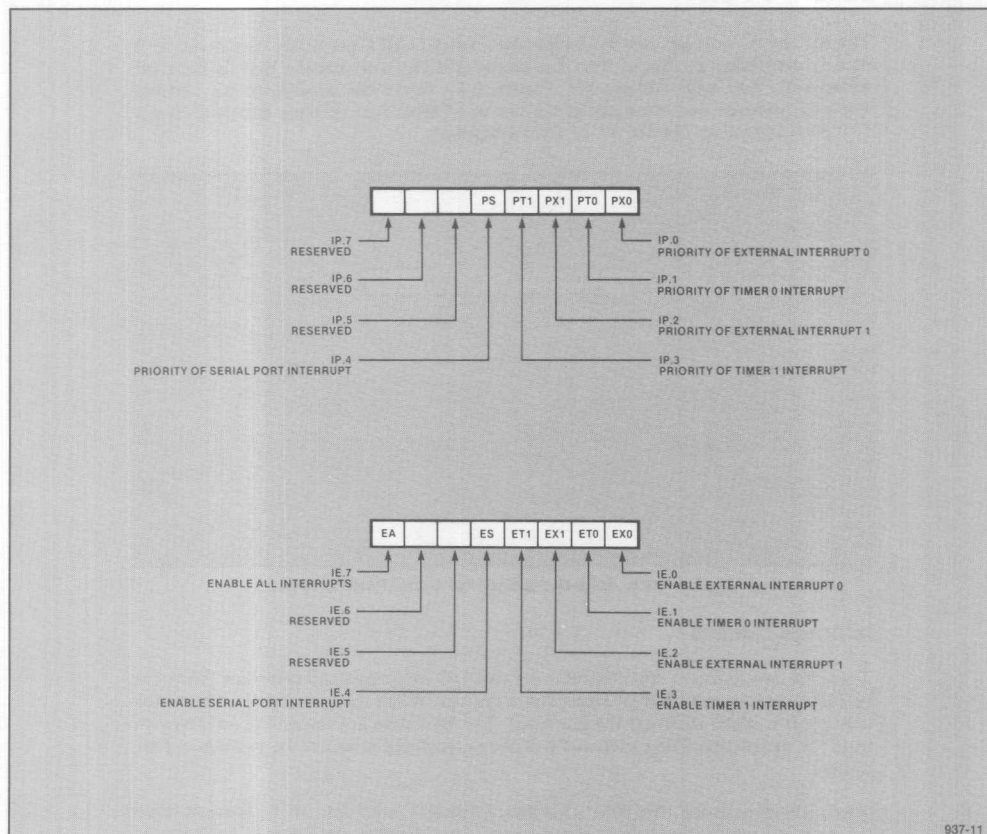 PS PT1 PX1 PT0 PX0
IP.7
RESERVED
IP.6
RESERVED
IP.5
RESERVED
IP.4
PRIORITY OF SERIAL PORT INTERRUPT
IP.0
PRIORITY OF EXTERNAL INTERRUPT 0
IP.1
PRIORITY OF TIMER 0 INTERRUPT
IP.2
PRIORITY OF EXTERNAL INTERRUPT 1
IP.3
PRIORITY OF TIMER 1 INTERRUPT
EA ES ET1 EX1 ET0 EX0
IE.7
ENABLE ALL INTERRUPTS
IE.6
RESERVED
IE.5
RESERVED
IE.4
ENABLE SERIAL PORT INTERRUPT
IE.0
ENABLE EXTERNAL INTERRUPT 0
IE.1
ENABLE TIMER 0 INTERRUPT
IE.2
ENABLE EXTERNAL INTERRUPT 1
IE.3
ENABLE TIMER 1 INTERRUPT
937-11